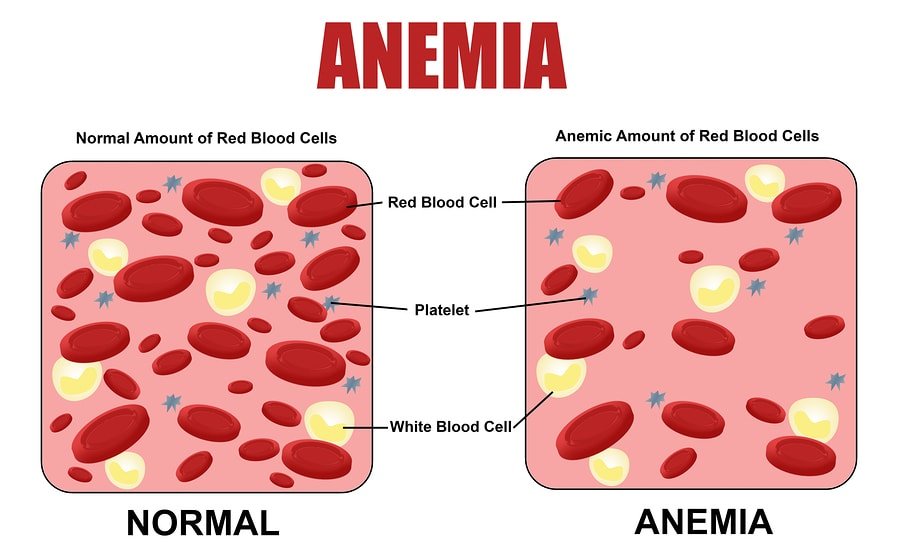 ANEMIA
Normal Amount of Red Blood Cells
Anemic Amount of Red Blood Cells
Red Blood Cell
Platelet
White Blood Cell
NORMAL
ANEMIA